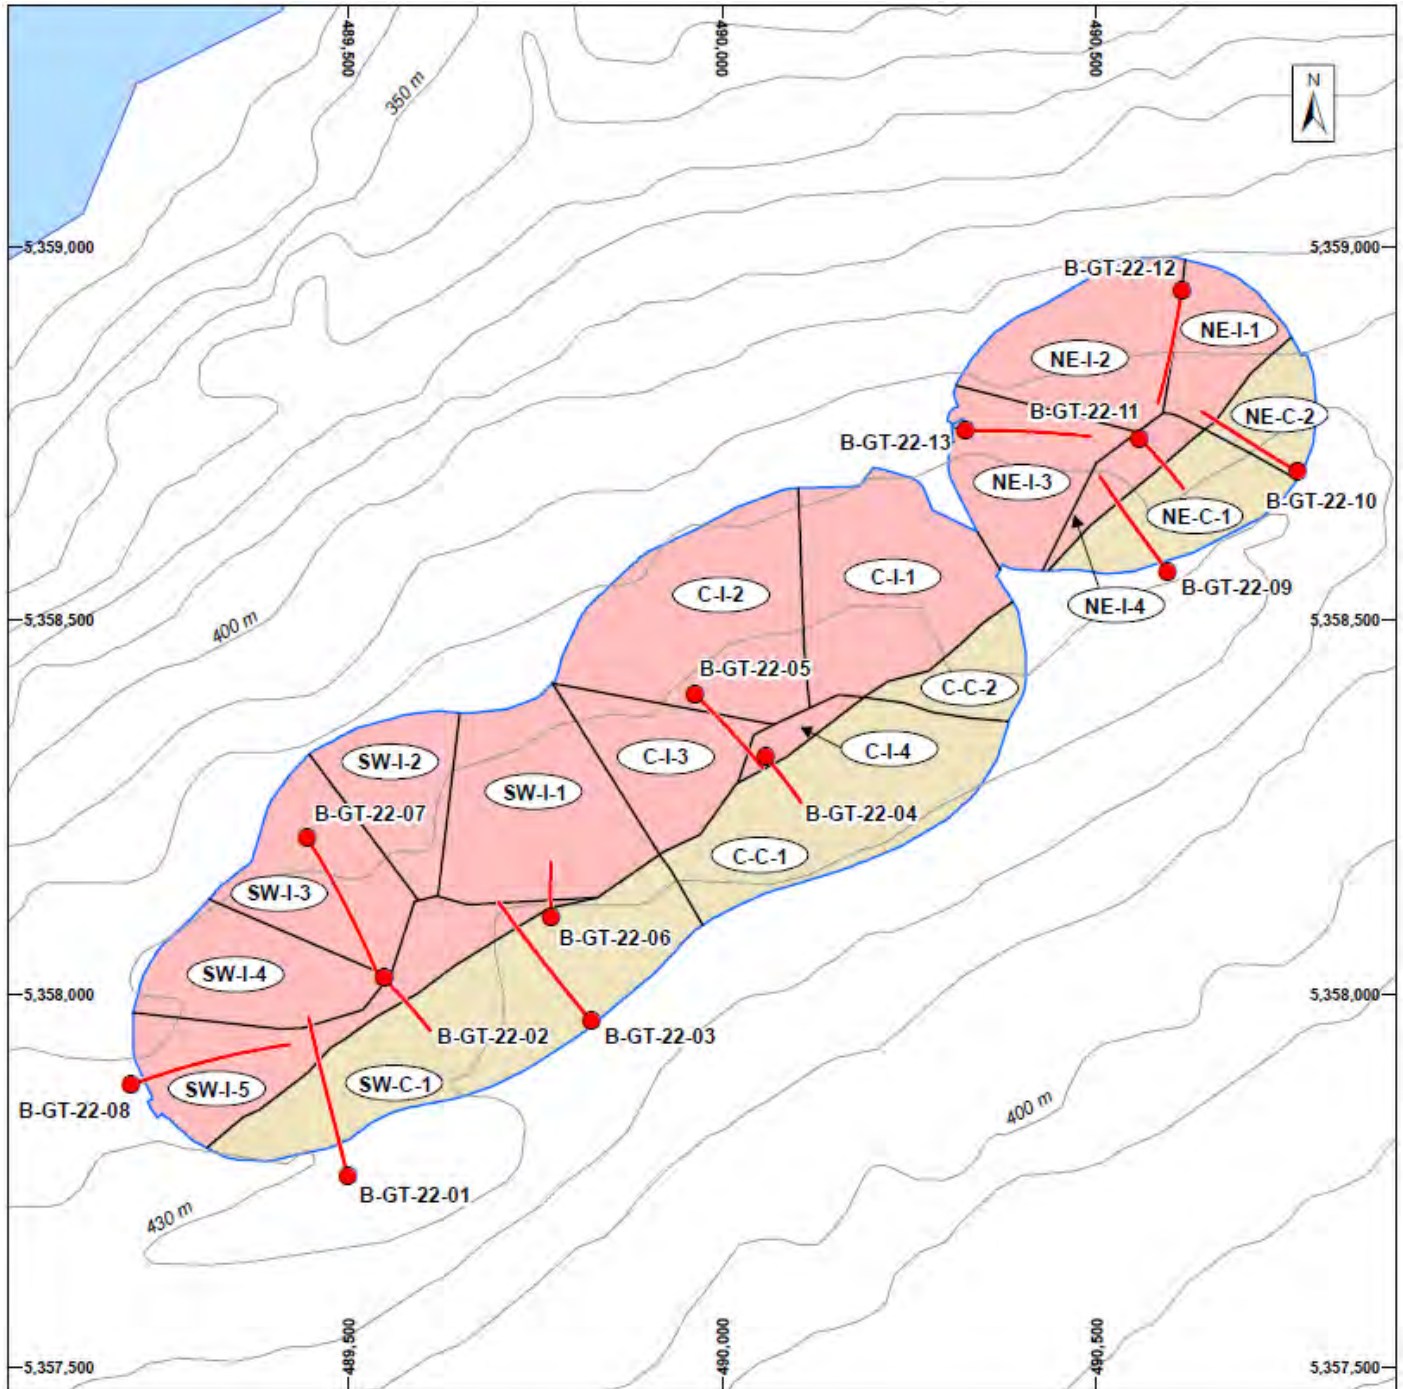 489,500
490,000
490,500
350 m
N
5,359,000
5,359,000
B-GT-22-12
NE-I-1
NE-I-2
B-GT-22-11
NE-C-2
B-GT-22-13
NE-I-3
B-GT-22-10
NE-C-1
C-I-1
C-I-2
B-GT-22-09
NE-I-4
400 m
5,358,500
5,358,500
B-GT-22-05
C-C-2
C-I-4
C-I-3
SW-I-2
SW-I-1
B-GT-22-07
B-GT-22-04
C-C-1
SW-I-3
B-GT-22-06
SW-I-4
5,358,000
5,358,000
B-GT-22-02
B-GT-22-03
SW-C-1
SW-I-5
B-GT-22-08
400 m
B-GT-22-01
430 m
489,500
490,000
490,500
5,357,500
5,357,500